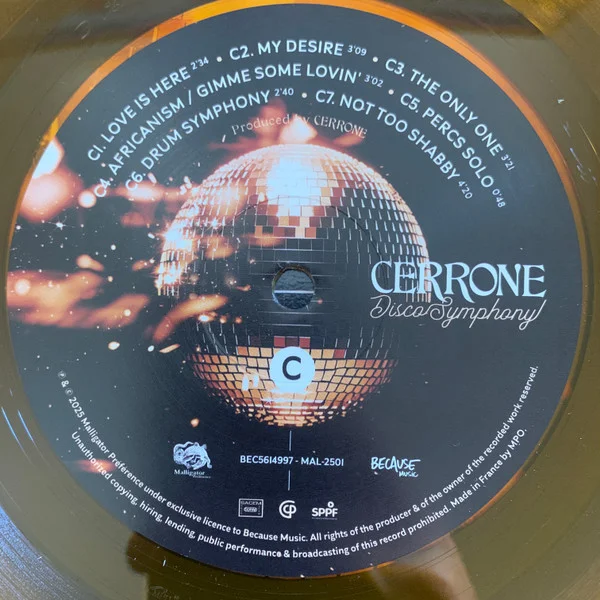 C1. LOVE IS HERE 2'34 • C2. MY DESIRE 3'09 • C3. THE ONLY ONE 3'21
C4. AFRICANISM / GIMME SOME LOVIN' 3'02 • C5. PERCS SOLO 0'48
C6. DRUM SYMPHONY 2'40 • C7. NOT TOO SHABBY 4'20
Produced by CERRONE
CERRONE
Disco Symphony
C
Malligator
BEC5614997 - MAL-2501
BECAUSE
MUSIC
SACEM
SPPF
℗ & © 2025 Malligator Preference under exclusive licence to Because Music. All rights of the producer & of the owner of the recorded work reserved.
Unauthorized copying, hiring, lending, public performance & broadcasting of this record prohibited. Made in France by MPO.